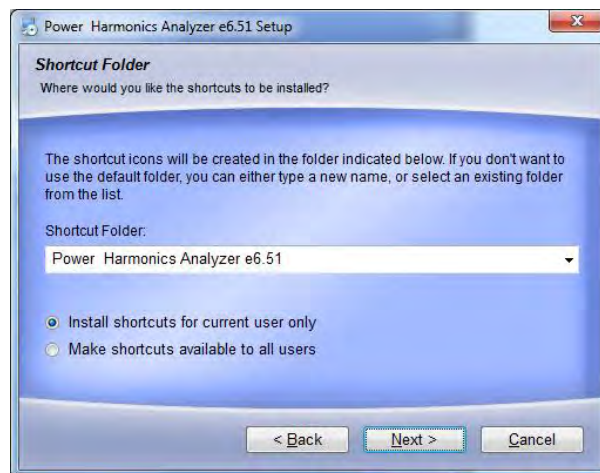 Power  Harmonics Analyzer e6.51 Setup
Shortcut Folder
Where would you like the shortcuts to be installed?
The shortcut icons will be created in the folder indicated below. If you don't want to
use the default folder, you can either type a new name, or select an existing folder
from the list.
Shortcut Folder:
Power  Harmonics Analyzer e6.51
Install shortcuts for current user only
Make shortcuts available to all users
< Back Next > Cancel